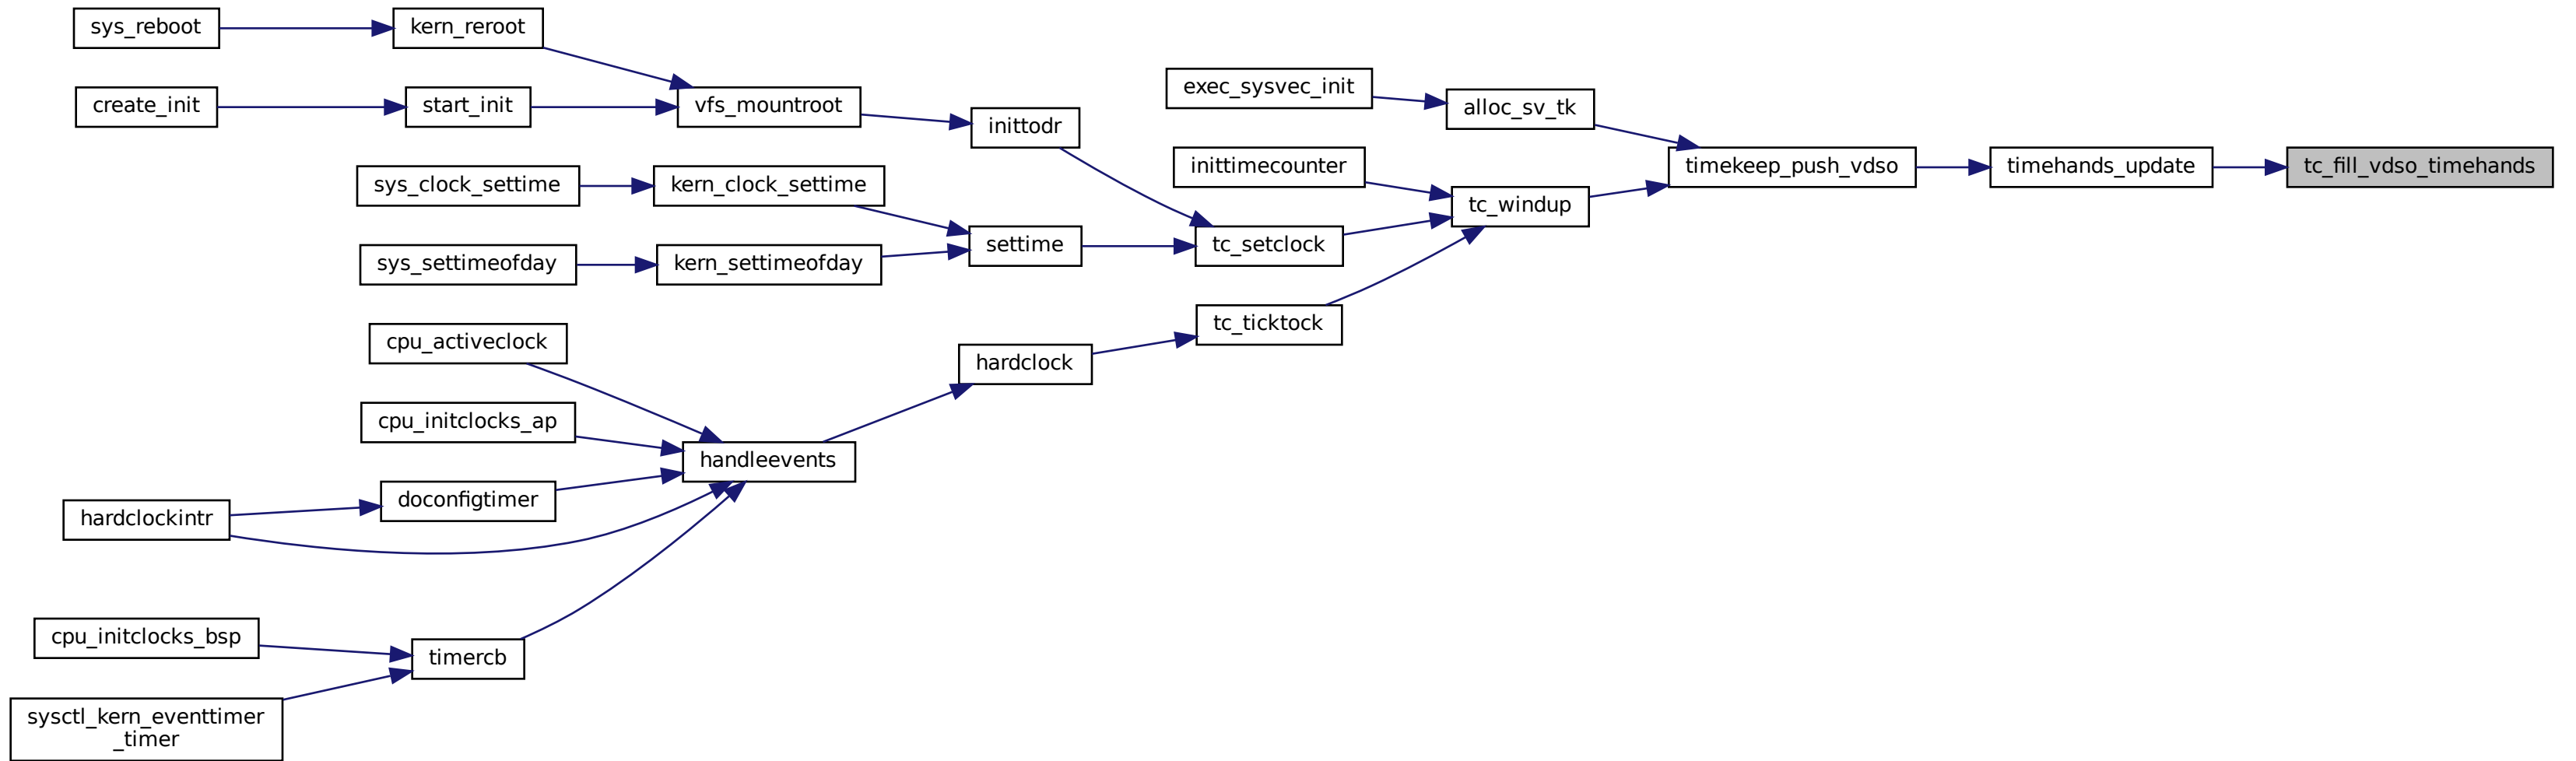 sys_reboot
kern_reroot
create_init
start_init
vfs_mountroot
inittodr
exec_sysvec_init
alloc_sv_tk
inittimecounter
timekeep_push_vdso
timehands_update
tc_fill_vdso_timehands
sys_clock_settime
kern_clock_settime
tc_windup
sys_settimeofday
kern_settimeofday
settime
tc_setclock
cpu_activeclock
hardclock
tc_ticktock
cpu_initclocks_ap
handleevents
hardclockintr
doconfigtimer
cpu_initclocks_bsp
timercb
sysctl_kern_eventtimer
_timer